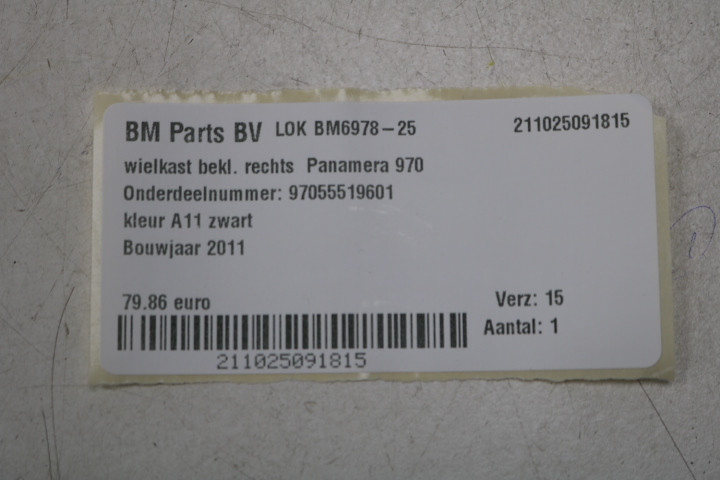 BM Parts BV LOK BM6978-25 211025091815
wielkast bekl. rechts Panamera 970
Onderdeelnummer: 97055519601
kleur A11 zwart
Bouwjaar 2011
79.86 euro Verz: 15
Aantal: 1
211025091815